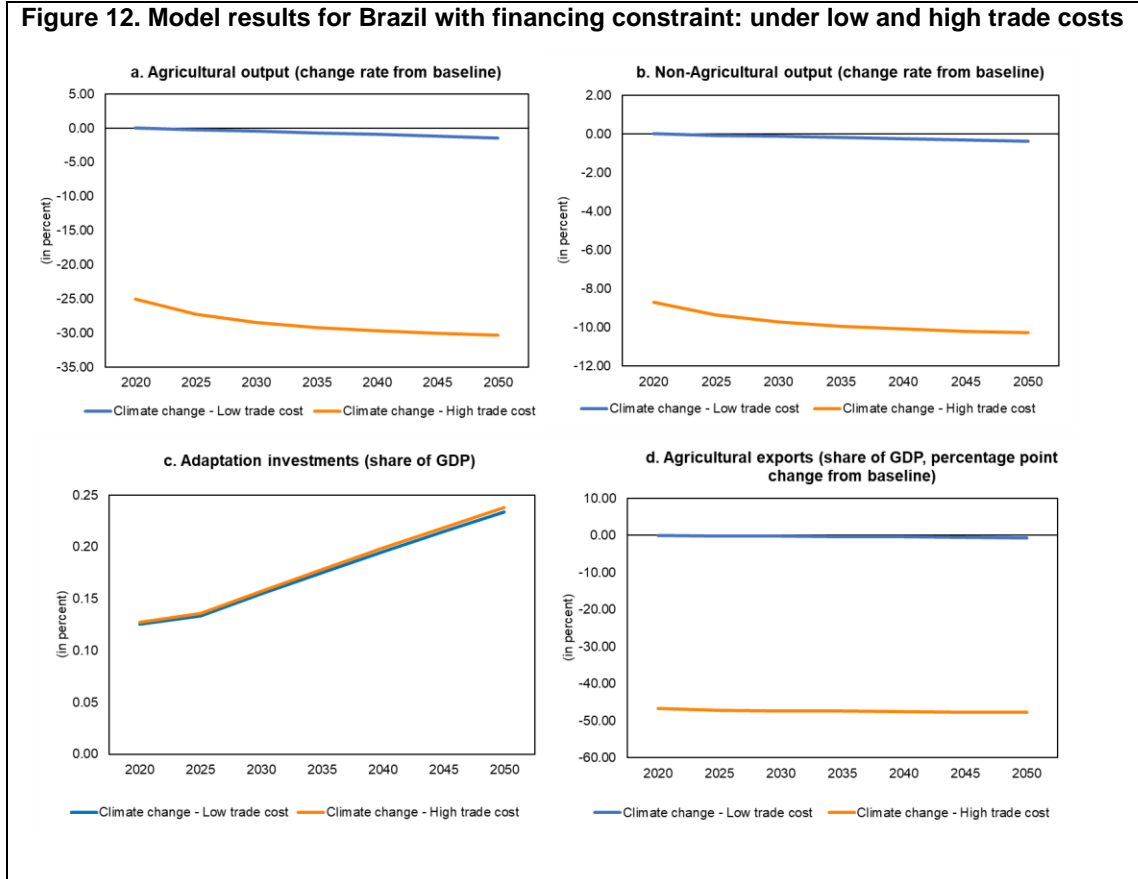 Figure 12. Model results for Brazil with financing constraint: under low and high trade costs
a. Agricultural output (change rate from baseline)
5.00
0.00
-5.00
-10.00
-15.00
-20.00
-25.00
-30.00
-35.00
(in percent)
2020 2025 2030 2035 2040 2045 2050
Climate change - Low trade cost Climate change - High trade cost
b. Non-Agricultural output (change rate from baseline)
2.00
0.00
-2.00
-4.00
-6.00
-8.00
-10.00
-12.00
(in percent)
2020 2025 2030 2035 2040 2045 2050
Climate change - Low trade cost Climate change - High trade cost
c. Adaptation investments (share of GDP)
0.25
0.20
0.15
0.10
0.05
0.00
(in percent)
2020 2025 2030 2035 2040 2045 2050
Climate change - Low trade cost Climate change - High trade cost
d. Agricultural exports (share of GDP, percentage point
change from baseline)
10.00
0.00
-10.00
-20.00
-30.00
-40.00
-50.00
-60.00
(in percent)
2020 2025 2030 2035 2040 2045 2050
Climate change - Low trade cost Climate change - High trade cost